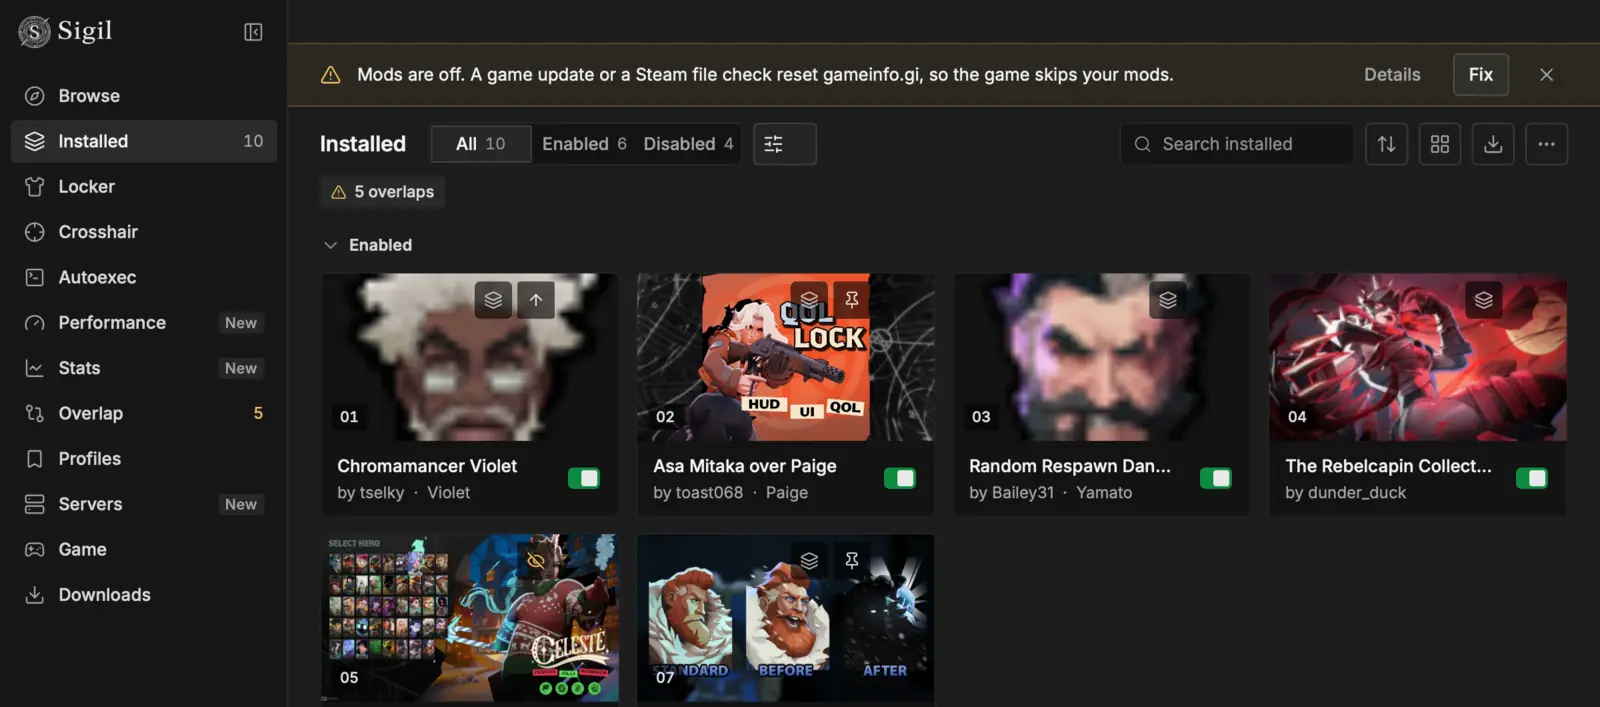 Sigil
Browse
Installed 10
Locker
Crosshair
Autoexec
Performance New
Stats New
Overlap 5
Profiles
Servers New
Game
Downloads
Mods are off. A game update or a Steam file check reset gameinfo.gi, so the game skips your mods.
Details
Fix
Installed
All 10
Enabled 6
Disabled 4
Search installed
5 overlaps
Enabled
01
Chromamancer Violet
by tselky · Violet
QOL
LOCK
HUD UI QOL
02
Asa Mitaka over Paige
by toast068 · Paige
03
Random Respawn Dan...
by Bailey31 · Yamato
04
The Rebelcapin Collect...
by dunder_duck
SELECT HERO
CELESTE
05
STANDARD BEFORE AFTER
07